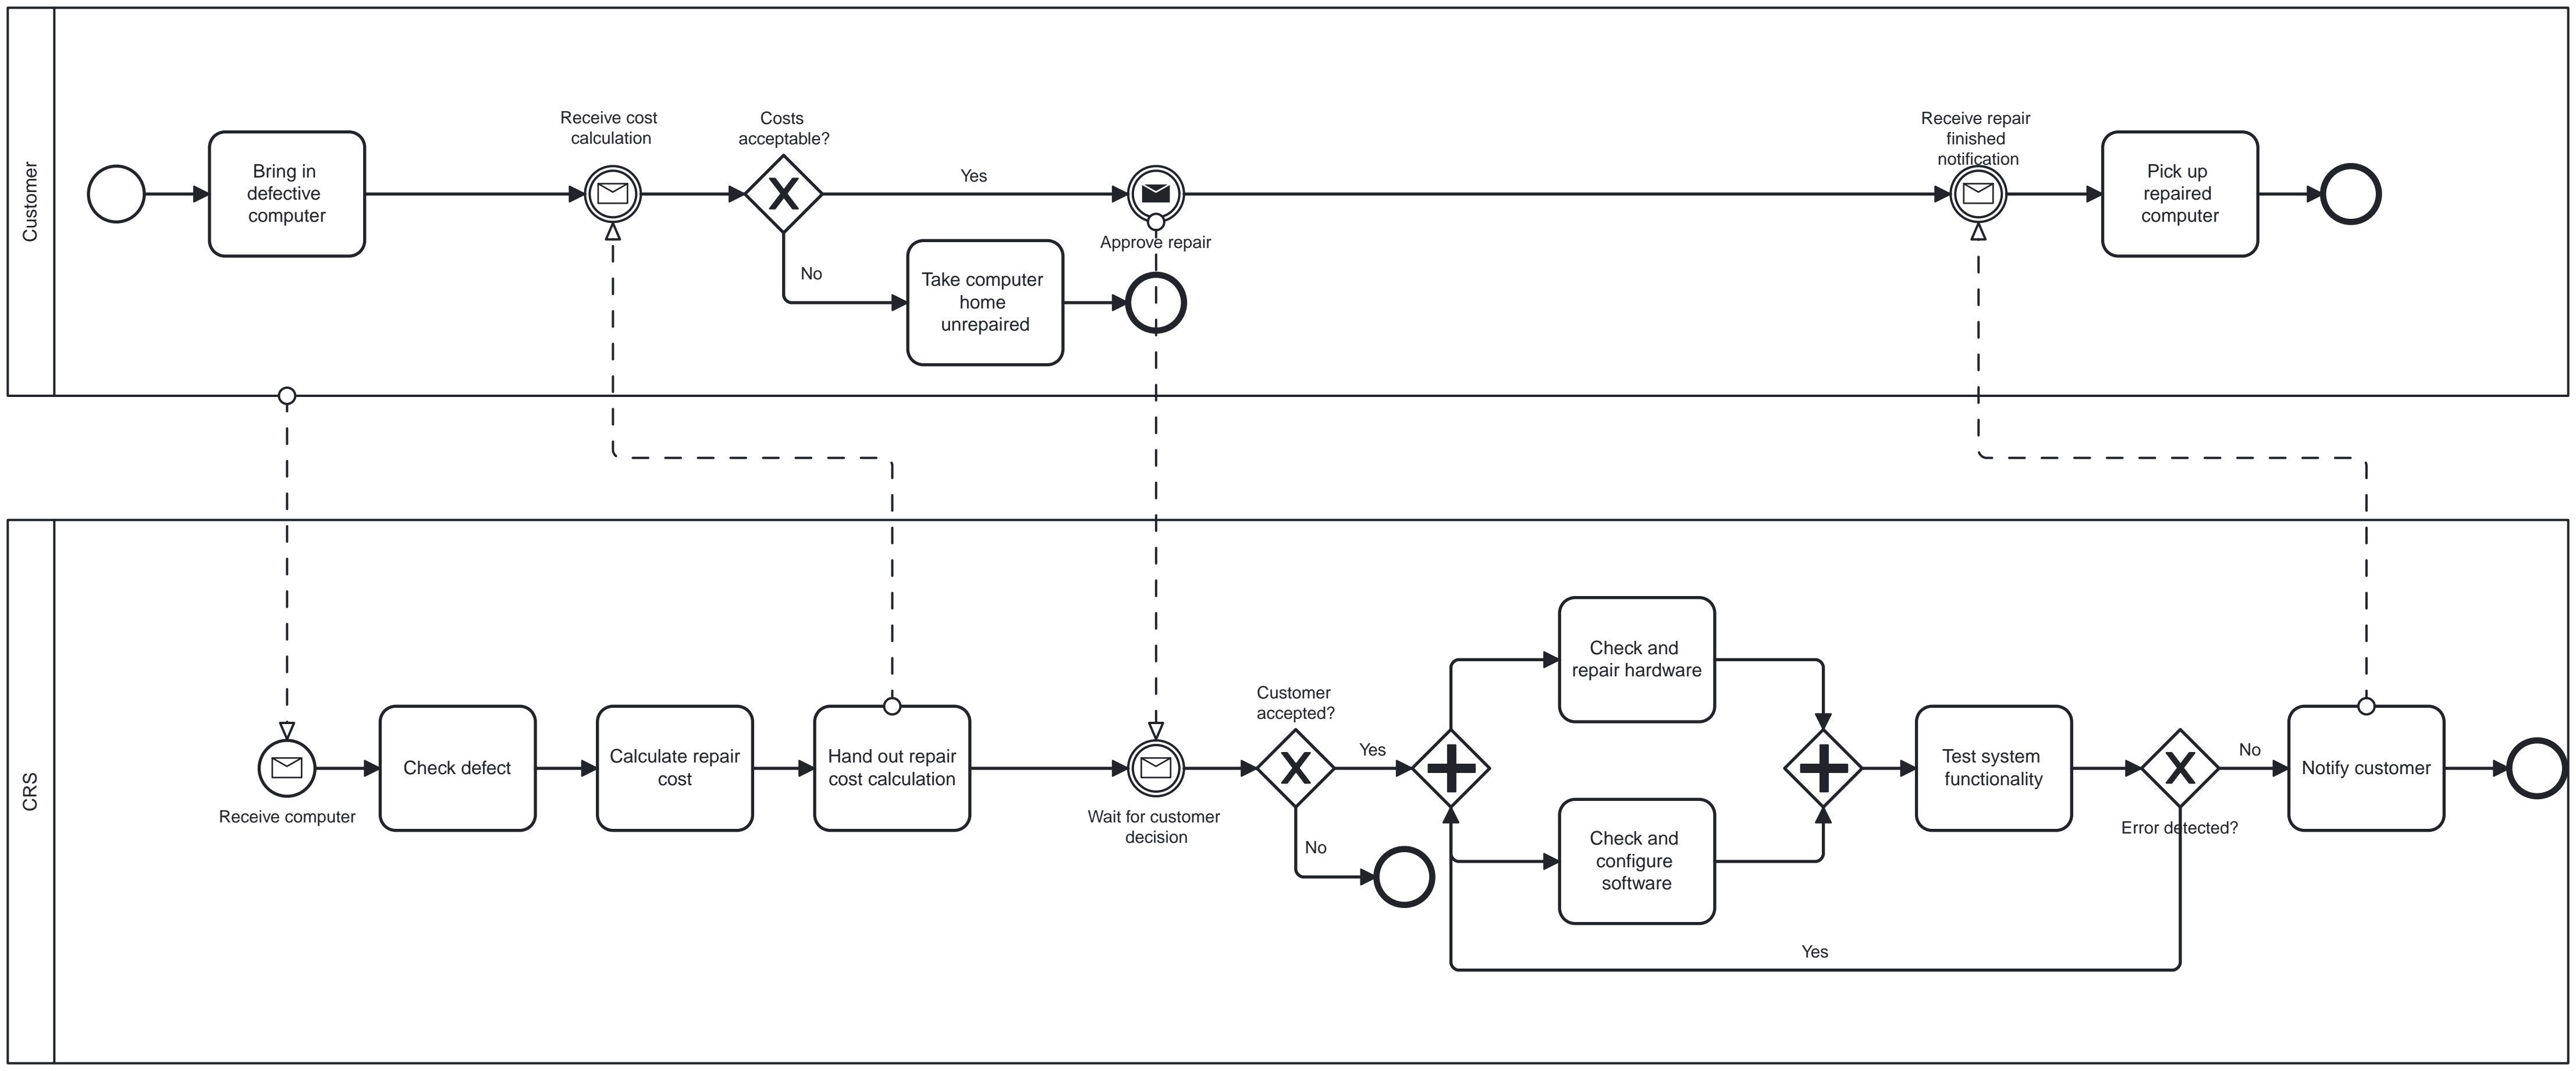 Customer
Bring in
defective
computer
Receive cost
calculation
Costs
acceptable?
Yes
No
Take computer
home
unrepaired
Approve repair
Receive repair
finished
notification
Pick up
repaired
computer
CRS
Receive computer
Check defect
Calculate repair
cost
Hand out repair
cost calculation
Wait for customer
decision
Customer
accepted?
Yes
No
Check and
repair hardware
Check and
configure
software
Test system
functionality
Error detected?
No
Yes
Notify customer